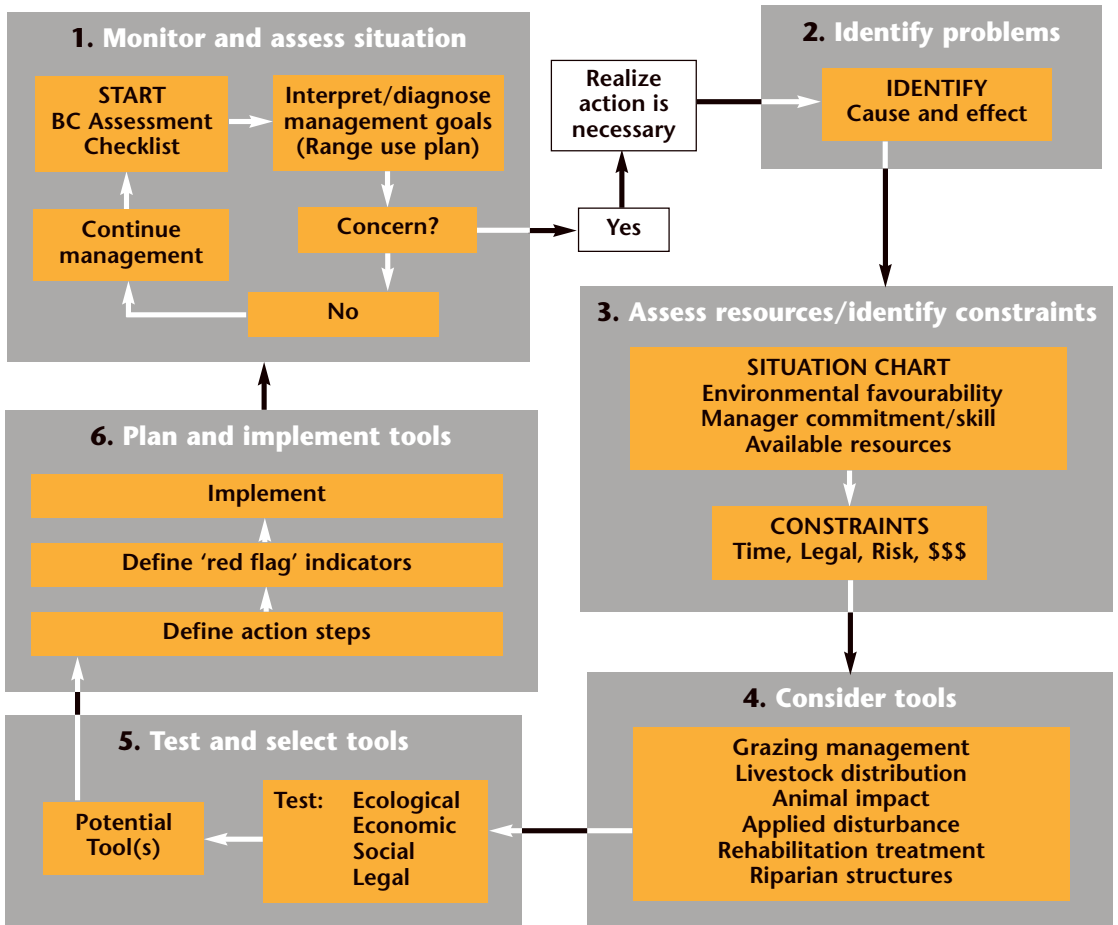 1. Monitor and assess situation
START
BC Assessment
Checklist
Interpret/diagnose
management goals
(Range use plan)
Concern?
No
Continue
management
Yes
Realize
action is
necessary
2. Identify problems
IDENTIFY
Cause and effect
3. Assess resources/identify constraints
SITUATION CHART
Environmental favourability
Manager commitment/skill
Available resources
CONSTRAINTS
Time, Legal, Risk, $$$
4. Consider tools
Grazing management
Livestock distribution
Animal impact
Applied disturbance
Rehabilitation treatment
Riparian structures
5. Test and select tools
Test: Ecological
Economic
Social
Legal
Potential
Tool(s)
6. Plan and implement tools
Implement
Define ‘red flag’ indicators
Define action steps